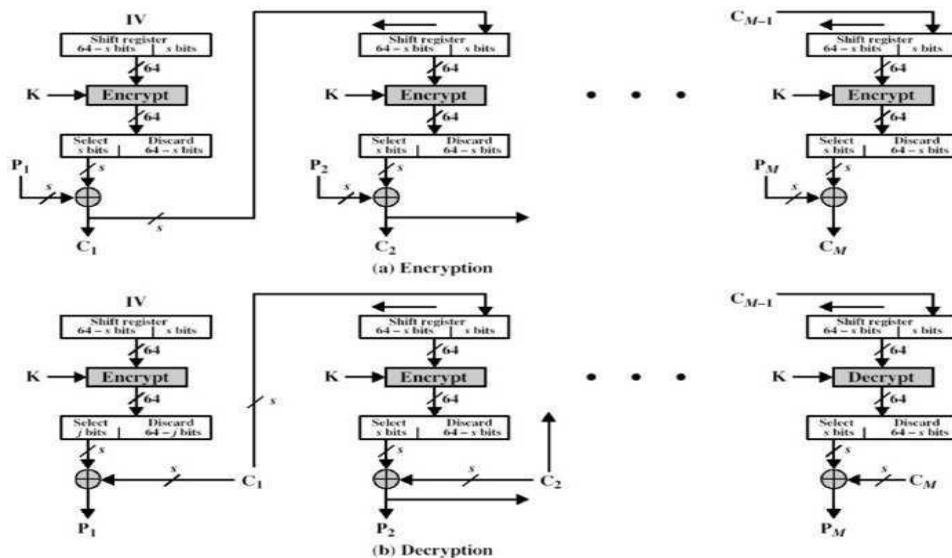 IV
C_{M-1}
Shift register
64 – s bits | s bits
Shift register
64 – s bits | s bits
Shift register
64 – s bits | s bits
64
64
64
K Encrypt
K Encrypt
K Encrypt
64
64
64
Select Discard
s bits | 64 – s bits
Select Discard
s bits | 64 – s bits
Select Discard
s bits | 64 – s bits
P1 s
P2 s
PM s
s
s
s
s
C1
C2
CM
(a) Encryption
IV
C_{M-1}
Shift register
64 – s bits | s bits
Shift register
64 – s bits | s bits
Shift register
64 – s bits | s bits
64
64
64
K Encrypt
K Encrypt
K Decrypt
64
64
64
s
Select Discard
j bits | 64 – j bits
Select Discard
s bits | 64 – s bits
Select Discard
s bits | 64 – s bits
s
s
s
s C1
s C2
s CM
P1
P2
PM
(b) Decryption